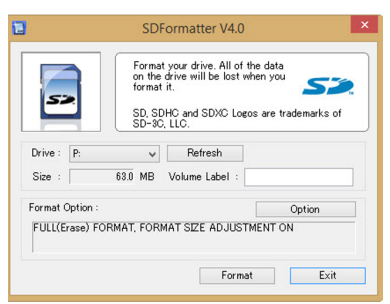 SDFormatter V4.0
Format your drive. All of the data
on the drive will be lost when you
format it.
SD, SDHC and SDXC Logos are trademarks of
SD-3C, LLC.
Drive : P: Refresh
Size : 63.0 MB Volume Label :
Format Option : Option
FULL(Erase) FORMAT, FORMAT SIZE ADJUSTMENT ON
Format Exit